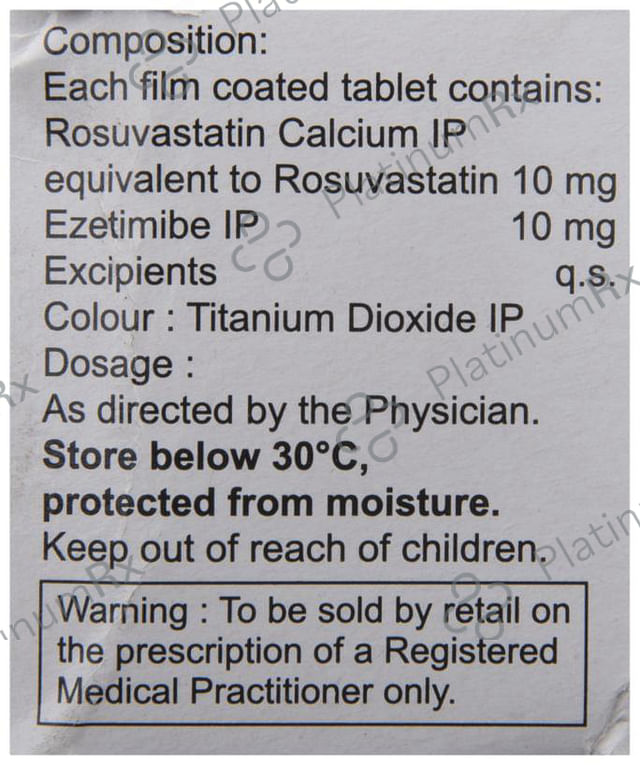 Composition:
Each film coated tablet contains:
Rosuvastatin Calcium IP
equivalent to Rosuvastatin 10 mg
Ezetimibe IP 10 mg
Excipients q.s.
Colour : Titanium Dioxide IP
Dosage :
As directed by the Physician.
Store below 30°C,
protected from moisture.
Keep out of reach of children.
Warning : To be sold by retail on
the prescription of a Registered
Medical Practitioner only.
PlatinumRx
PlatinumRx